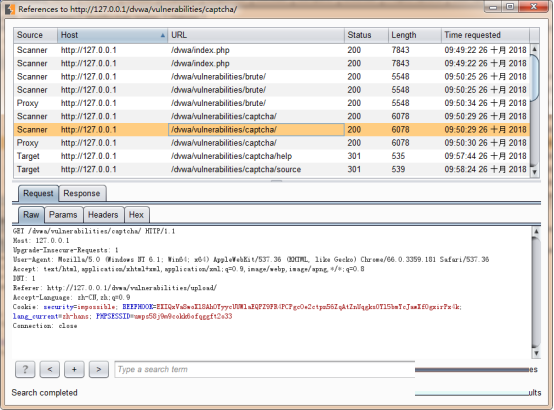 References to http://127.0.0.1/dvwa/vulnerabilities/captcha/
Source Host URL Status Length Time requested
Scanner http://127.0.0.1 /dvwa/index.php 200 7843 09:49:22 26 十月 2018
Scanner http://127.0.0.1 /dvwa/index.php 200 7843 09:49:22 26 十月 2018
Scanner http://127.0.0.1 /dvwa/vulnerabilities/brute/ 200 5548 09:50:25 26 十月 2018
Scanner http://127.0.0.1 /dvwa/vulnerabilities/brute/ 200 5548 09:50:25 26 十月 2018
Proxy http://127.0.0.1 /dvwa/vulnerabilities/brute/ 200 5548 09:50:34 26 十月 2018
Scanner http://127.0.0.1 /dvwa/vulnerabilities/captcha/ 200 6078 09:50:29 26 十月 2018
Scanner http://127.0.0.1 /dvwa/vulnerabilities/captcha/ 200 6078 09:50:29 26 十月 2018
Proxy http://127.0.0.1 /dvwa/vulnerabilities/captcha/ 200 6078 09:50:30 26 十月 2018
Target http://127.0.0.1 /dvwa/vulnerabilities/captcha/help 301 535 09:57:44 26 十月 2018
Target http://127.0.0.1 /dvwa/vulnerabilities/captcha/source 301 539 09:58:24 26 十月 2018
Request Response
Raw Params Headers Hex
GET /dvwa/vulnerabilities/captcha/ HTTP/1.1
Host: 127.0.0.1
Upgrade-Insecure-Requests: 1
User-Agent: Mozilla/5.0 (Windows NT 6.1; Win64; x64) AppleWebKit/537.36 (KHTML, like Gecko) Chrome/66.0.3359.181 Safari/537.36
Accept: text/html,application/xhtml+xml,application/xml;q=0.9,image/webp,image/apng,*/*;q=0.8
DNT: 1
Referer: http://127.0.0.1/dvwa/vulnerabilities/upload/
Accept-Language: zh-CN,zh;q=0.9
Cookie: security=impossible; BEEFHOOK=
lang_current=zh-hans; PHPSESSID=
Connection: close
? < + > Type a search term es
Search completed ults